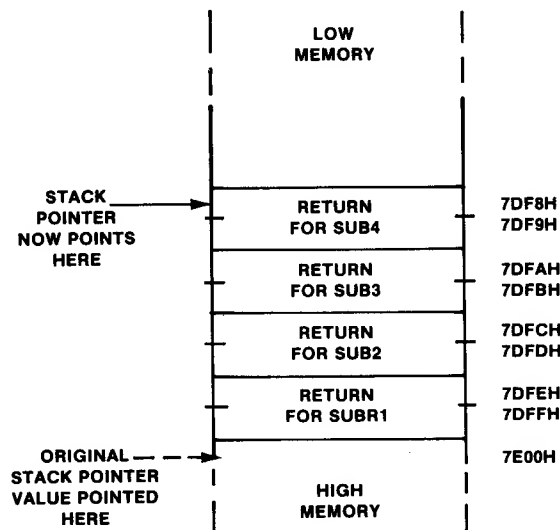 LOW
MEMORY
STACK
POINTER
NOW POINTS
HERE
RETURN
FOR SUB4
7DF8H
7DF9H
RETURN
FOR SUB3
7DFAH
7DFBH
RETURN
FOR SUB2
7DFCH
7DFDH
RETURN
FOR SUBR1
7DFEH
7DFFH
ORIGINAL
STACK POINTER
VALUE POINTED
HERE
7E00H
HIGH
MEMORY